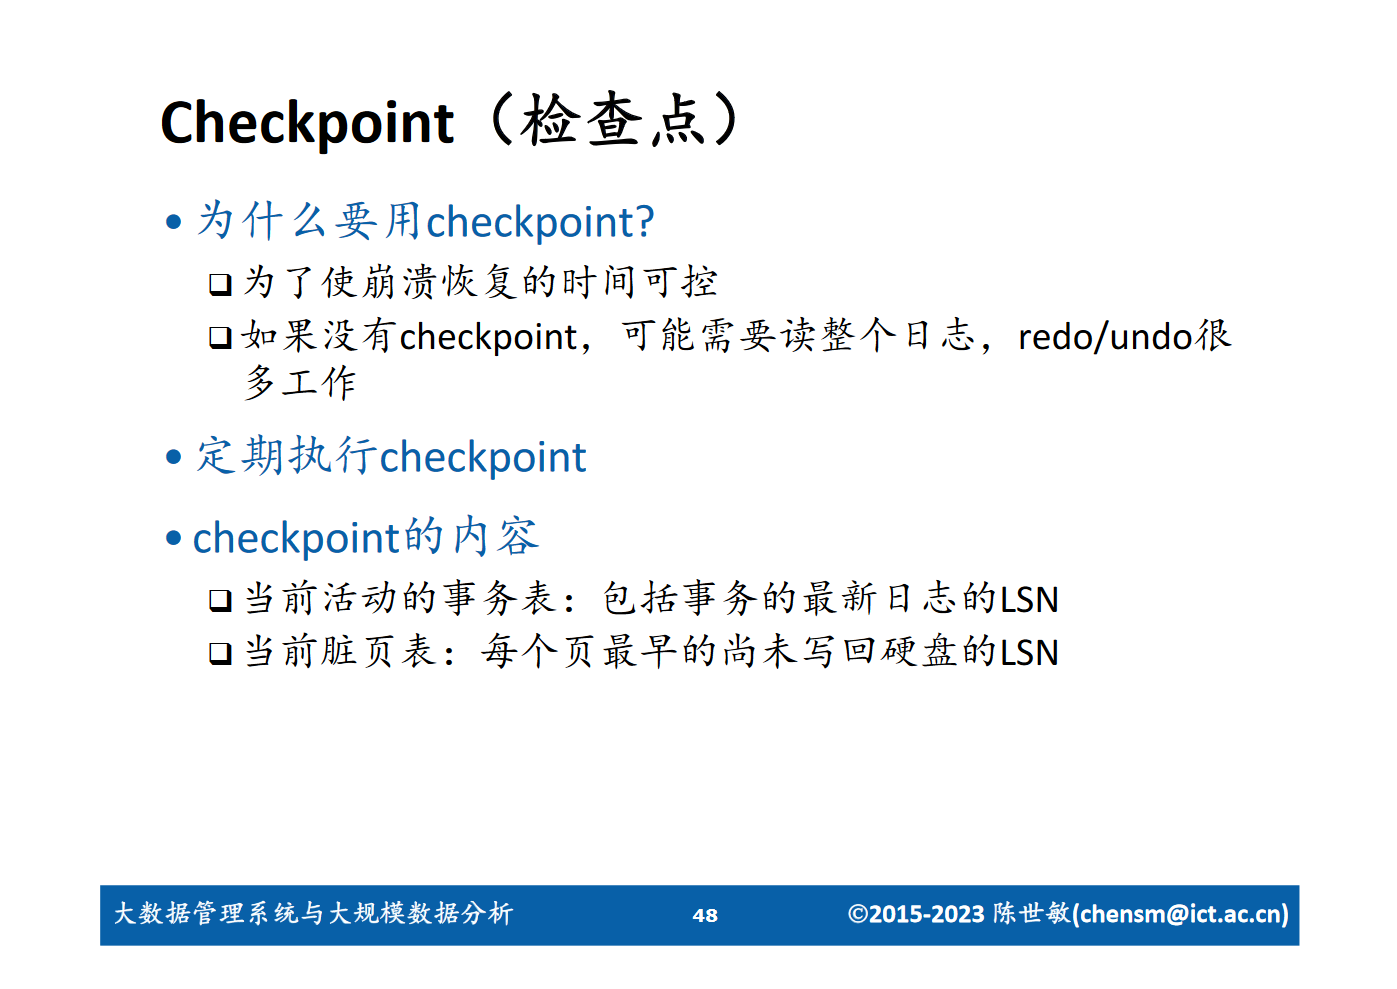 Checkpoint（检查点）
• 为什么要用checkpoint?
❑ 为了使崩溃恢复的时间可控
❑ 如果没有checkpoint，可能需要读整个日志，redo/undo很
多工作
• 定期执行checkpoint
• checkpoint的内容
❑ 当前活动的事务表：包括事务的最新日志的LSN
❑ 当前脏页表：每个页最早的尚未写回硬盘的LSN
大数据管理系统与大规模数据分析 48 ©2015-2023 陈世敏(chensm@ict.ac.cn)